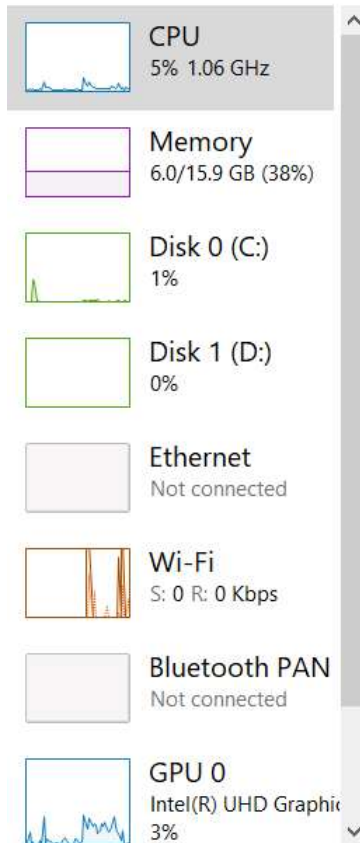 CPU
5% 1.06 GHz
Memory
6.0/15.9 GB (38%)
Disk 0 (C:)
1%
Disk 1 (D:)
0%
Ethernet
Not connected
Wi-Fi
S: 0 R: 0 Kbps
Bluetooth PAN
Not connected
GPU 0
Intel(R) UHD Graphic
3%